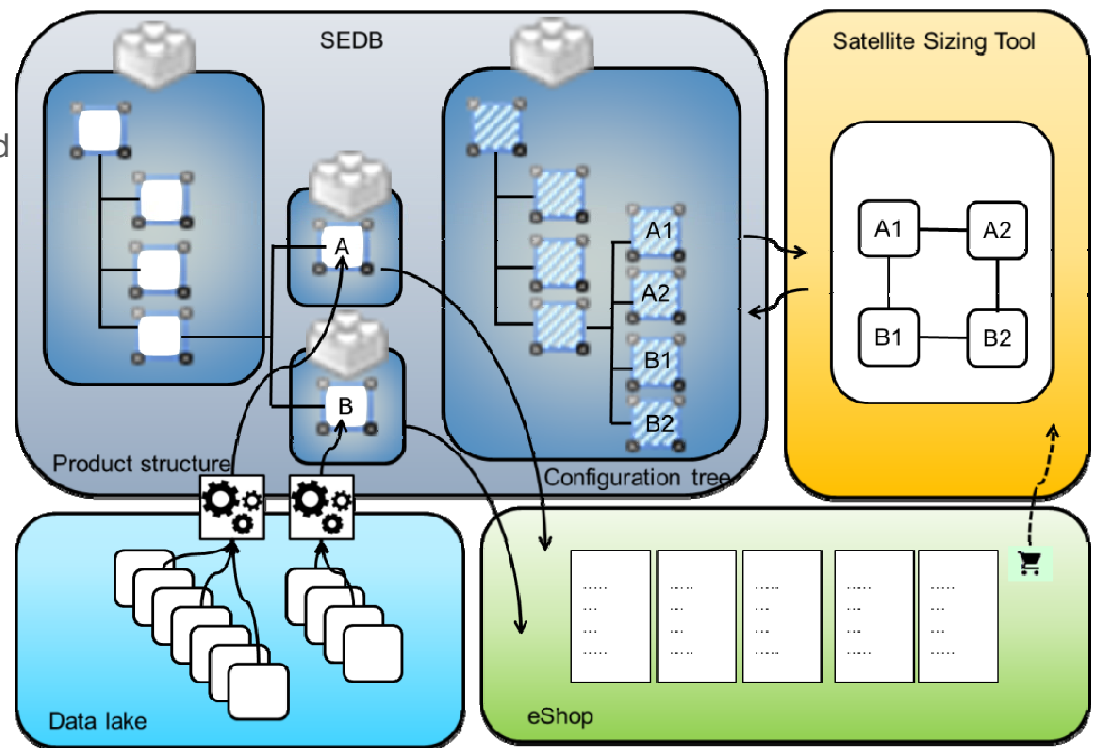 SEDB
Satellite Sizing Tool
d
A
B
A1
A2
B1
B2
A1
A2
B1
B2
Product structure
Configuration tree
Data lake
eShop
.....
...
...
.....
.....
...
...
.....
.....
...
...
.....
.....
...
...
.....
.....
...
...
.....